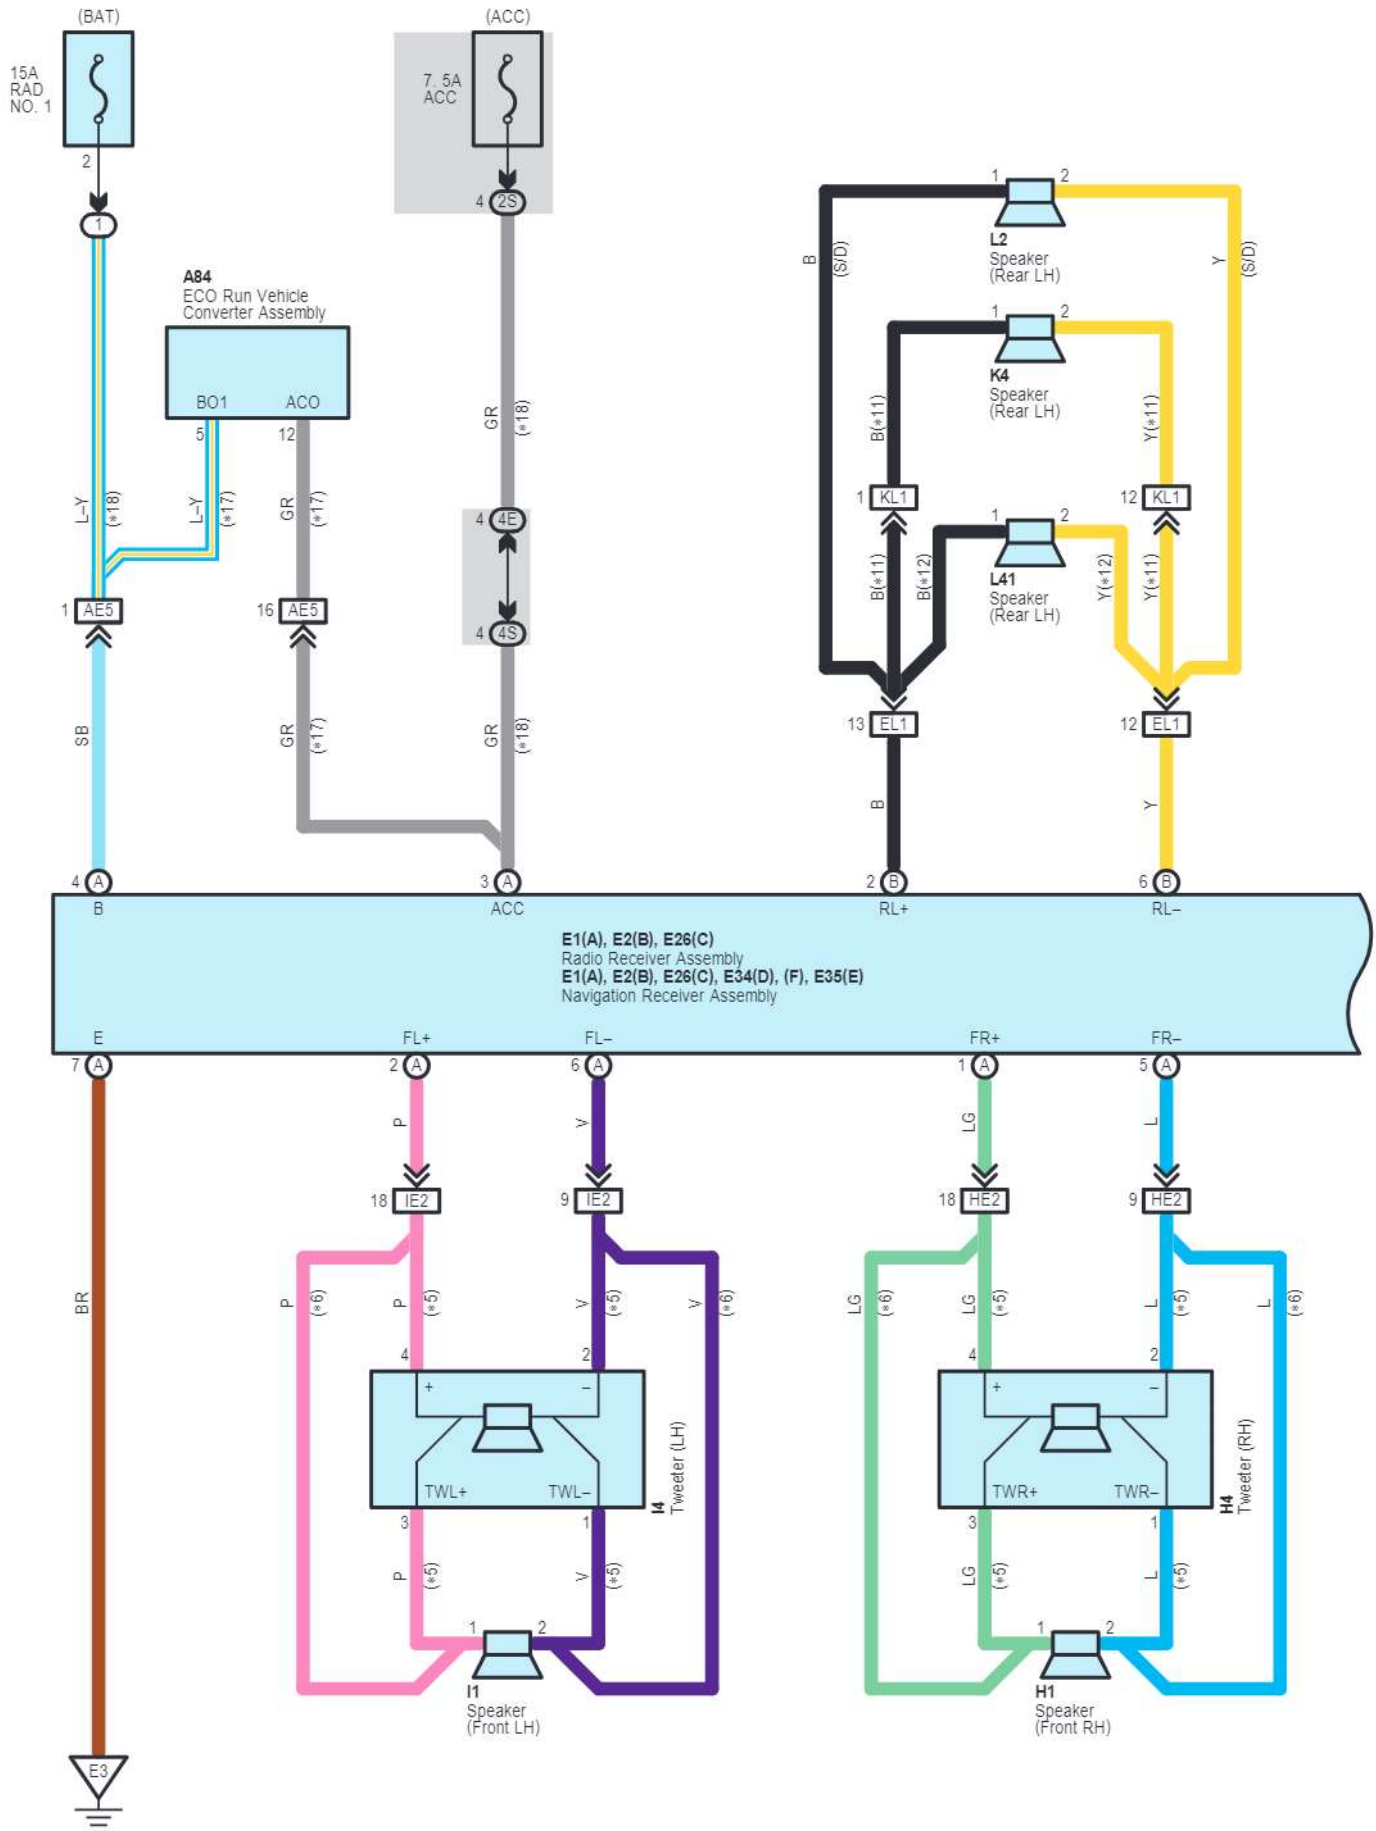 (BAT)
(ACC)
15A
RAD
NO. 1
7. 5A
ACC
2
1
4 2S
A84
ECO Run Vehicle
Converter Assembly
BO1 ACO
5 12
L–Y
(*18)
L–Y
(*17)
GR
(*17)
GR
(*18)
4 4E
4 4S
1 AE5
16 AE5
SB
GR
(*17)
GR
(*18)
1 2
L2
Speaker
(Rear LH)
B
(S/D)
Y
(S/D)
1 2
K4
Speaker
(Rear LH)
B(*11)
Y(*11)
1 KL1
12 KL1
1 2
L41
Speaker
(Rear LH)
B(*11)
B(*12)
Y(*12)
Y(*11)
13 EL1
12 EL1
B
Y
4 A
3 A
2 B
6 B
B
ACC
RL+
RL–
E1(A), E2(B), E26(C)
Radio Receiver Assembly
E1(A), E2(B), E26(C), E34(D), (F), E35(E)
Navigation Receiver Assembly
E
FL+
FL–
FR+
FR–
7 A
2 A
6 A
1 A
5 A
P
V
LG
L
18 IE2
9 IE2
18 HE2
9 HE2
BR
P
(*6)
P
(*5)
V
(*5)
V
(*6)
LG
(*6)
LG
(*5)
L
(*5)
L
(*6)
4 2
+ –
TWL+ TWL–
I4
Tweeter (LH)
3 1
P
(*5)
V
(*5)
1 2
I1
Speaker
(Front LH)
4 2
+ –
TWR+ TWR–
H4
Tweeter (RH)
3 1
LG
(*5)
L
(*5)
1 2
H1
Speaker
(Front RH)
E3